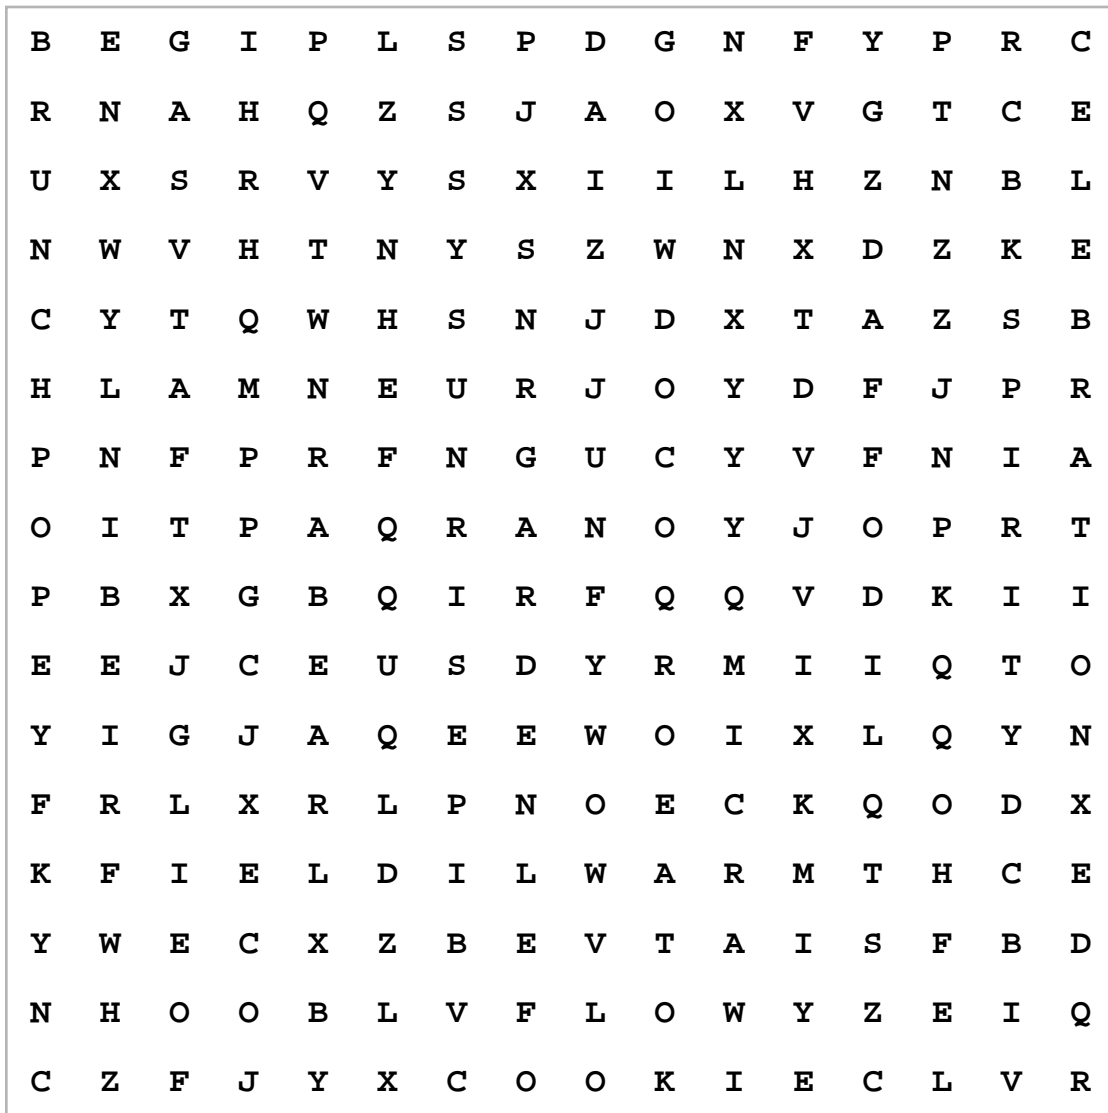 B E G I P L S P D G N F Y P R C
R N A H Q Z S J A O X V G T C E
U X S R V Y S X I I L H Z N B L
N W V H T N Y S Z W N X D Z K E
C Y T Q W H S N J D X T A Z S B
H L A M N E U R J O Y D F J P R
P N F P R F N G U C Y V F N I A
O I T P A Q R A N O Y J O P R T
P B X G B Q I R F Q Q V D K I I
E E J C E U S D Y R M I I Q T O
Y I G J A Q E E W O I X L Q Y N
F R L X R L P N O E C K Q O D X
K F I E L D I L W A R M T H C E
Y W E C X Z B E V T A I S F B D
N H O O B L V F L O W Y Z E I Q
C Z F J Y X C O O K I E C L V R